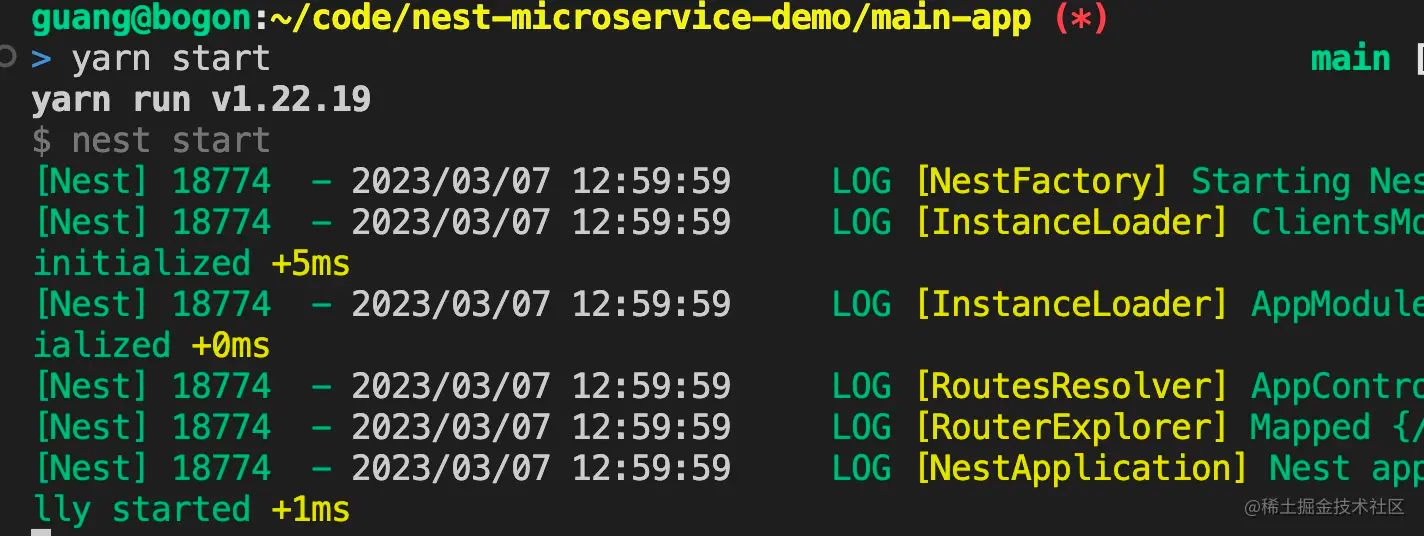 guang@bogon:~/code/nest-microservice-demo/main-app (*)
> yarn start main [
yarn run v1.22.19
$ nest start
[Nest] 18774  - 2023/03/07 12:59:59     LOG [NestFactory] Starting Nes
[Nest] 18774  - 2023/03/07 12:59:59     LOG [InstanceLoader] ClientsMo
initialized +5ms
[Nest] 18774  - 2023/03/07 12:59:59     LOG [InstanceLoader] AppModule
ialized +0ms
[Nest] 18774  - 2023/03/07 12:59:59     LOG [RoutesResolver] AppContro
[Nest] 18774  - 2023/03/07 12:59:59     LOG [RouterExplorer] Mapped {/
[Nest] 18774  - 2023/03/07 12:59:59     LOG [NestApplication] Nest app
lly started +1ms
@稀土掘金技术社区